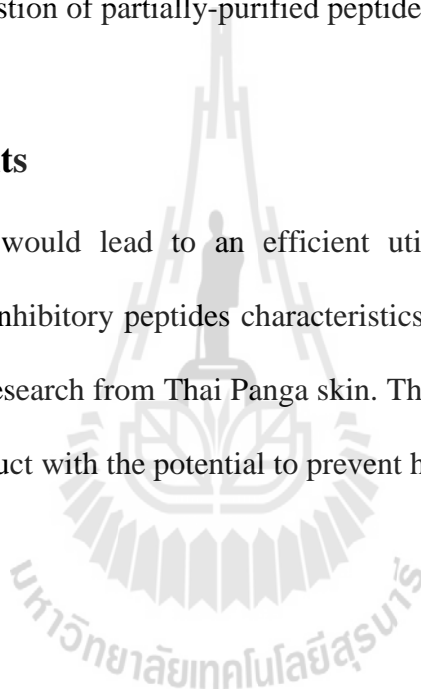 stion of partially-purified peptide
ts
would lead to an efficient uti
nhibitory peptides characteristics
esearch from Thai Panga skin. Th
uct with the potential to prevent h
มหาวิทยาลัยเทคโนโลยีสุรนารี